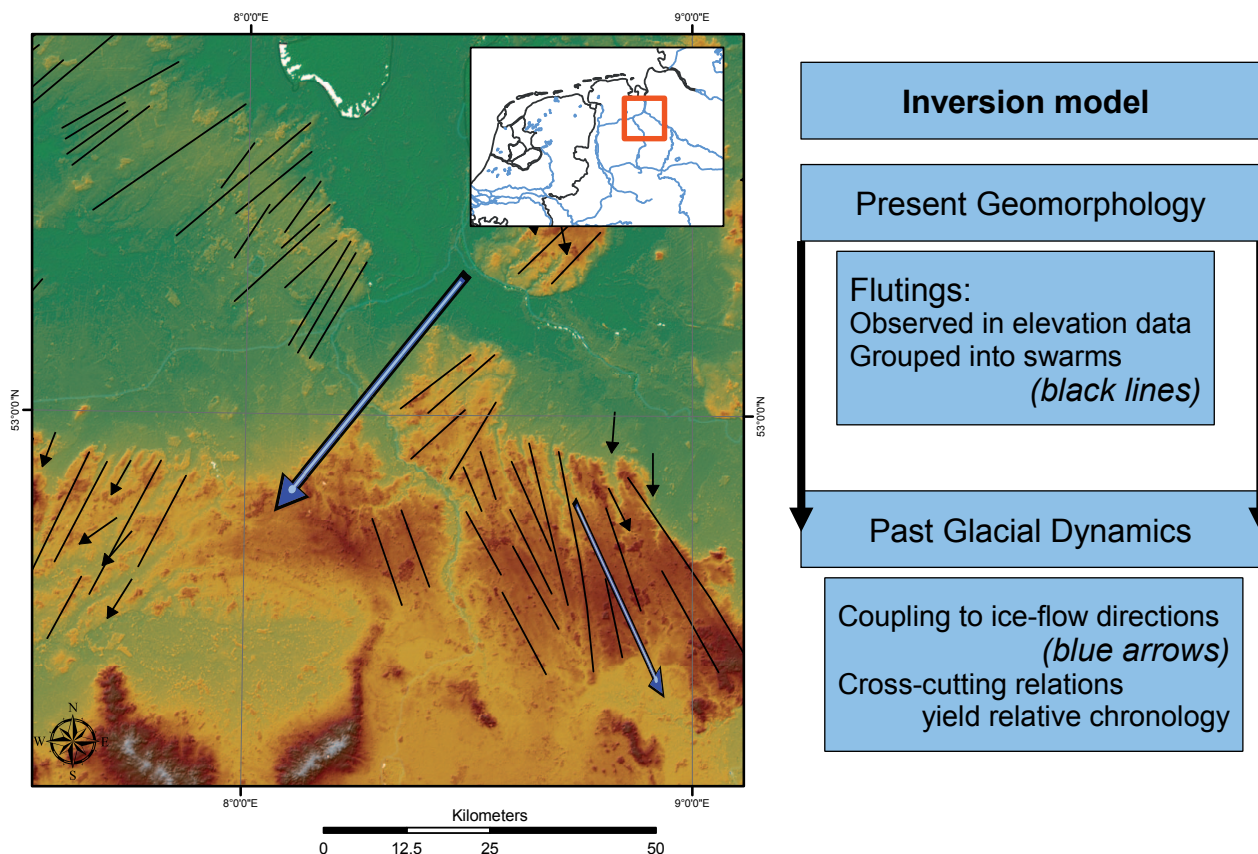 8°0'0"E
9°0'0"E
53°0'0"N
53°0'0"N
N
W
E
S
8°0'0"E
9°0'0"E
Kilometers
0
12.5
25
50
Inversion model
Present Geomorphology
Flutings:
Observed in elevation data
Grouped into swarms
(black lines)
Past Glacial Dynamics
Coupling to ice-flow directions
(blue arrows)
Cross-cutting relations
yield relative chronology